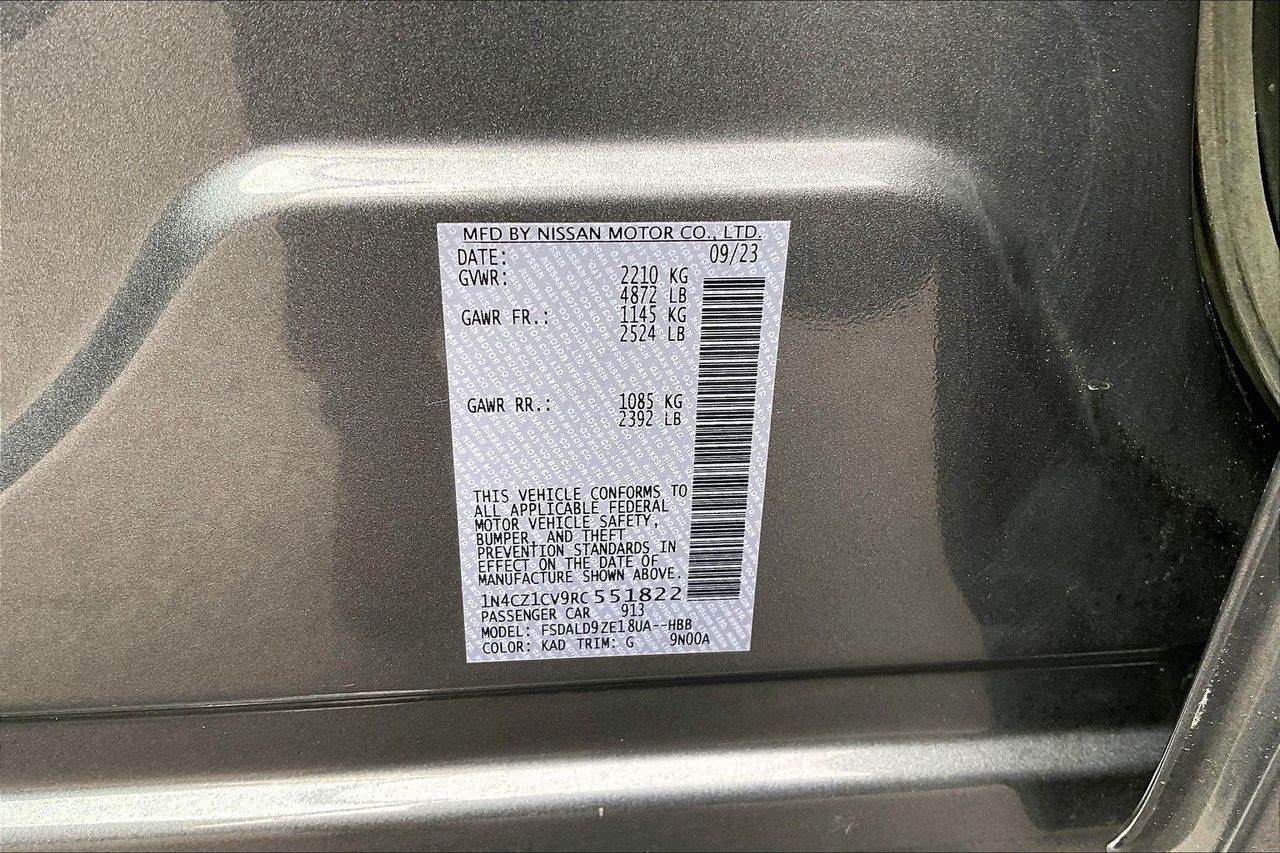 MFD BY NISSAN MOTOR CO., LTD.
DATE: 09/23
GVWR: 2210 KG
4872 LB
GAWR FR.: 1145 KG
2524 LB
GAWR RR.: 1085 KG
2392 LB
THIS VEHICLE CONFORMS TO
ALL APPLICABLE FEDERAL
MOTOR VEHICLE SAFETY,
BUMPER, AND THEFT
PREVENTION STANDARDS IN
EFFECT ON THE DATE OF
MANUFACTURE SHOWN ABOVE.
1N4CZ1CV9RC551822
PASSENGER CAR 913
MODEL: FSDALD9ZE18UA--HBB
COLOR: KAD TRIM: G 9N00A